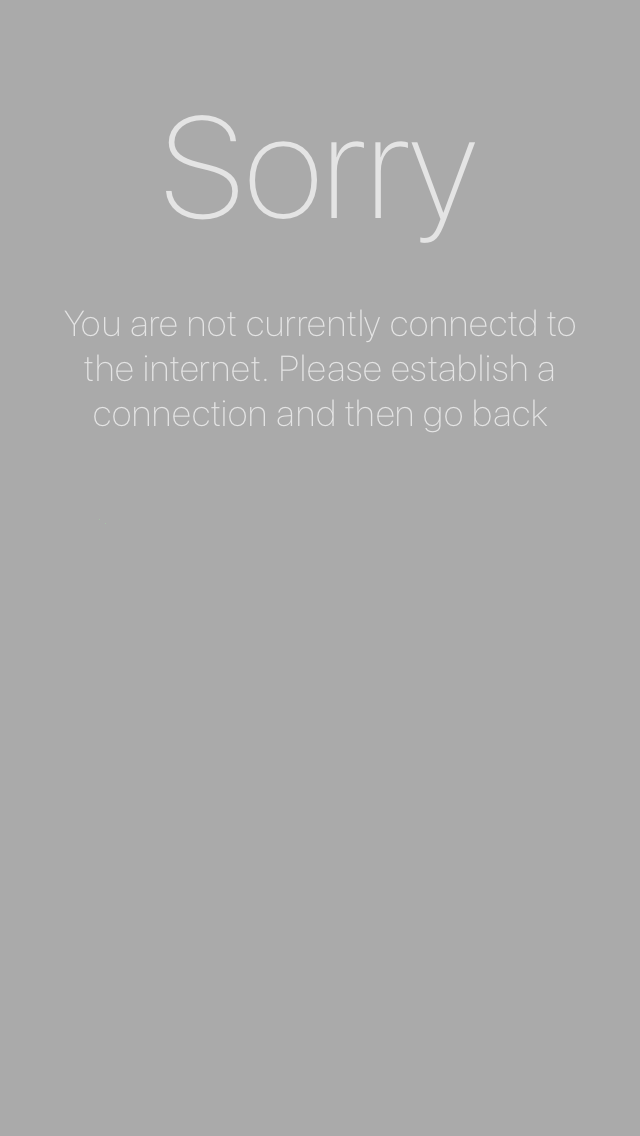 Sorry
You are not currently connectd to
the internet. Please establish a
connection and then go back